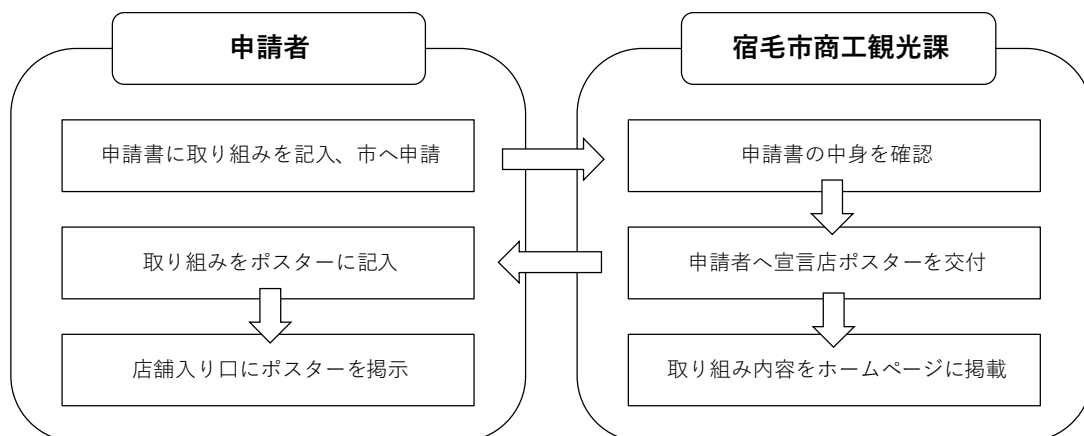 申請者
申請書に取り組みを記入、市へ申請
取り組みをポスターに記入
店舗入り口にポスターを掲示
宿毛市商工観光課
申請書の中身を確認
申請者へ宣言店ポスターを交付
取り組み内容をホームページに掲載